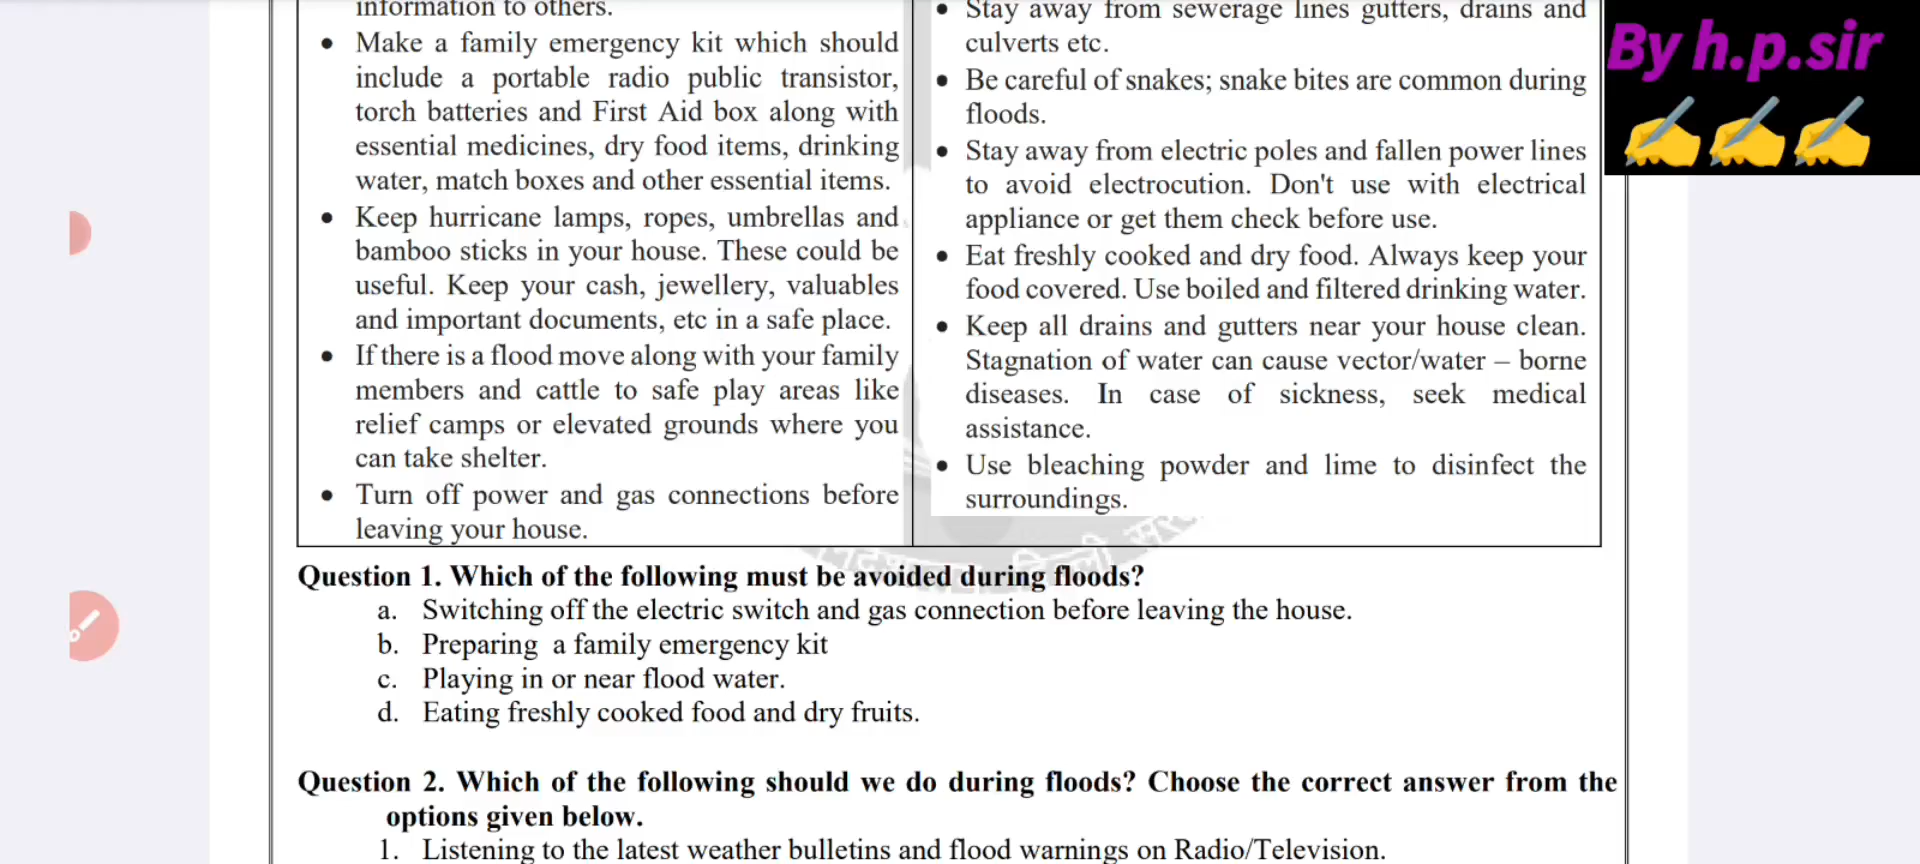 information to others.
• Make a family emergency kit which should
include a portable radio public transistor,
torch batteries and First Aid box along with
essential medicines, dry food items, drinking
water, match boxes and other essential items.
• Keep hurricane lamps, ropes, umbrellas and
bamboo sticks in your house. These could be
useful. Keep your cash, jewellery, valuables
and important documents, etc in a safe place.
• If there is a flood move along with your family
members and cattle to safe play areas like
relief camps or elevated grounds where you
can take shelter.
• Turn off power and gas connections before
leaving your house.
• Stay away from sewerage lines gutters, drains and
culverts etc.
• Be careful of snakes; snake bites are common during
floods.
• Stay away from electric poles and fallen power lines
to avoid electrocution. Don't use with electrical
appliance or get them check before use.
• Eat freshly cooked and dry food. Always keep your
food covered. Use boiled and filtered drinking water.
• Keep all drains and gutters near your house clean.
Stagnation of water can cause vector/water – borne
diseases. In case of sickness, seek medical
assistance.
• Use bleaching powder and lime to disinfect the
surroundings.
By h.p.sir
Question 1. Which of the following must be avoided during floods?
a. Switching off the electric switch and gas connection before leaving the house.
b. Preparing a family emergency kit
c. Playing in or near flood water.
d. Eating freshly cooked food and dry fruits.
Question 2. Which of the following should we do during floods? Choose the correct answer from the
options given below.
1. Listening to the latest weather bulletins and flood warnings on Radio/Television.